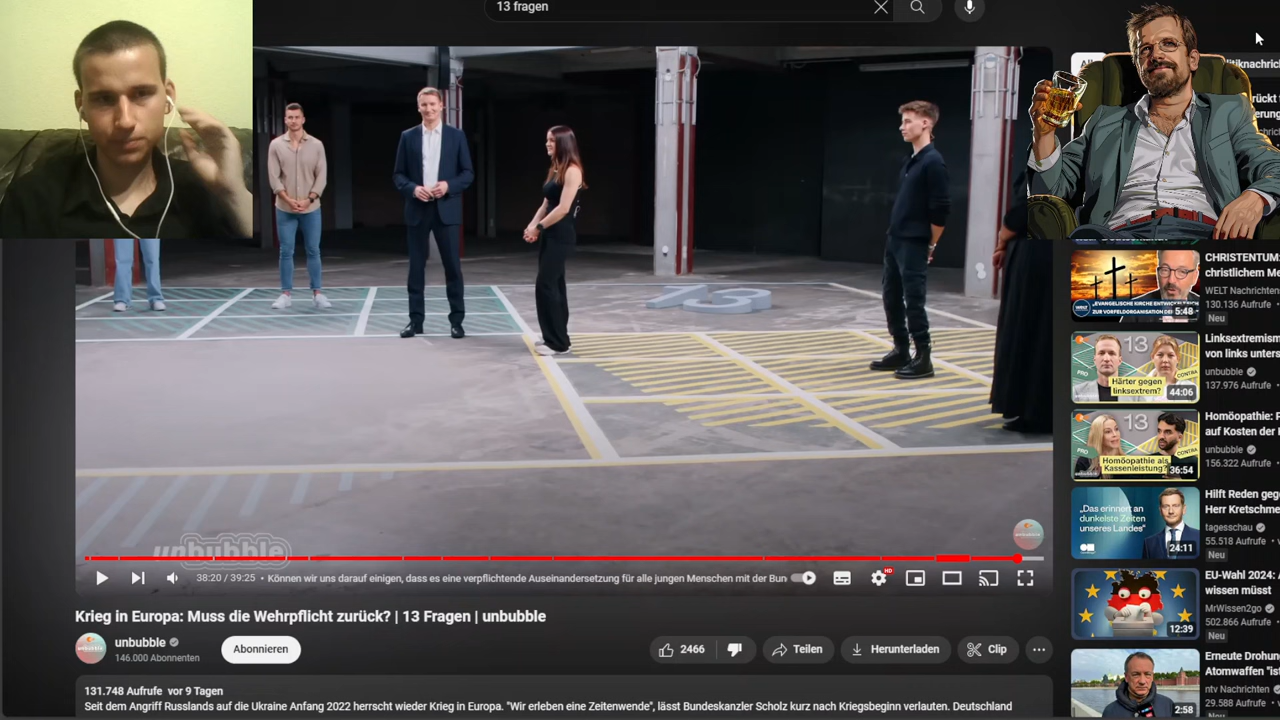 13 fragen
13
unbubble
38:20 / 39:25 • Können wir uns darauf einigen, dass es eine verpflichtende Auseinandersetzung für alle jungen Menschen mit der Bun
HD
Krieg in Europa: Muss die Wehrpflicht zurück? | 13 Fragen | unbubble
unbubble
146.000 Abonnenten
Abonnieren
2466
Teilen
Herunterladen
Clip
131.748 Aufrufe vor 9 Tagen
Seit dem Angriff Russlands auf die Ukraine Anfang 2022 herrscht wieder Krieg in Europa. "Wir erleben eine Zeitenwende", lässt Bundeskanzler Scholz kurz nach Kriegsbeginn verlauten. Deutschland
itiknachric
CHRISTENTUM:
christlichem Me
WELT Nachrichten
130.136 Aufrufe
Neu
5:48
Linksextremism
von links unters
unbubble
137.976 Aufrufe
13
PRO
CONTRA
Härter gegen
linksextrem?
44:06
Homöopathie: P
auf Kosten der K
unbubble
156.322 Aufrufe
13
PRO
CONTRA
Homöopathie als
Kassenleistung?
36:54
Hilft Reden gege
Herr Kretschme
tagesschau
55.518 Aufrufe
Neu
„Das erinnert an
dunkelste Zeiten
unseres Landes"
24:11
EU-Wahl 2024:
wissen müsst
MrWissen2go
502.866 Aufrufe
Neu
12:39
Erneute Drohun
Atomwaffen "ist
ntv Nachrichten
29.588 Aufrufe
2:58